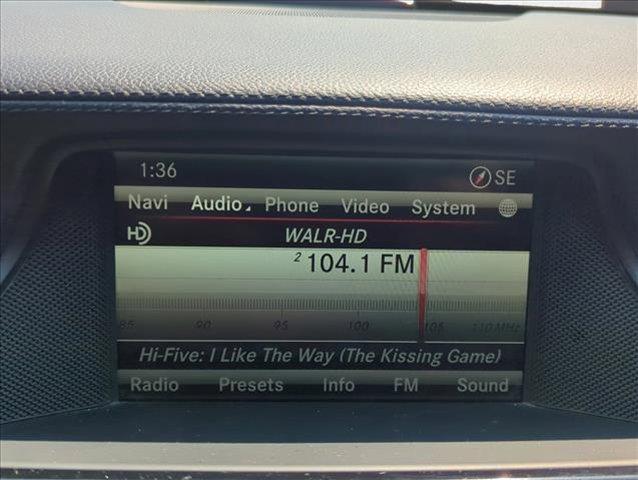 1:36 SE
Navi Audio Phone Video System
HD WALR-HD
2 104.1 FM
85 90 95 100 105 110 MHz
Hi-Five: I Like The Way (The Kissing Game)
Radio Presets Info FM Sound